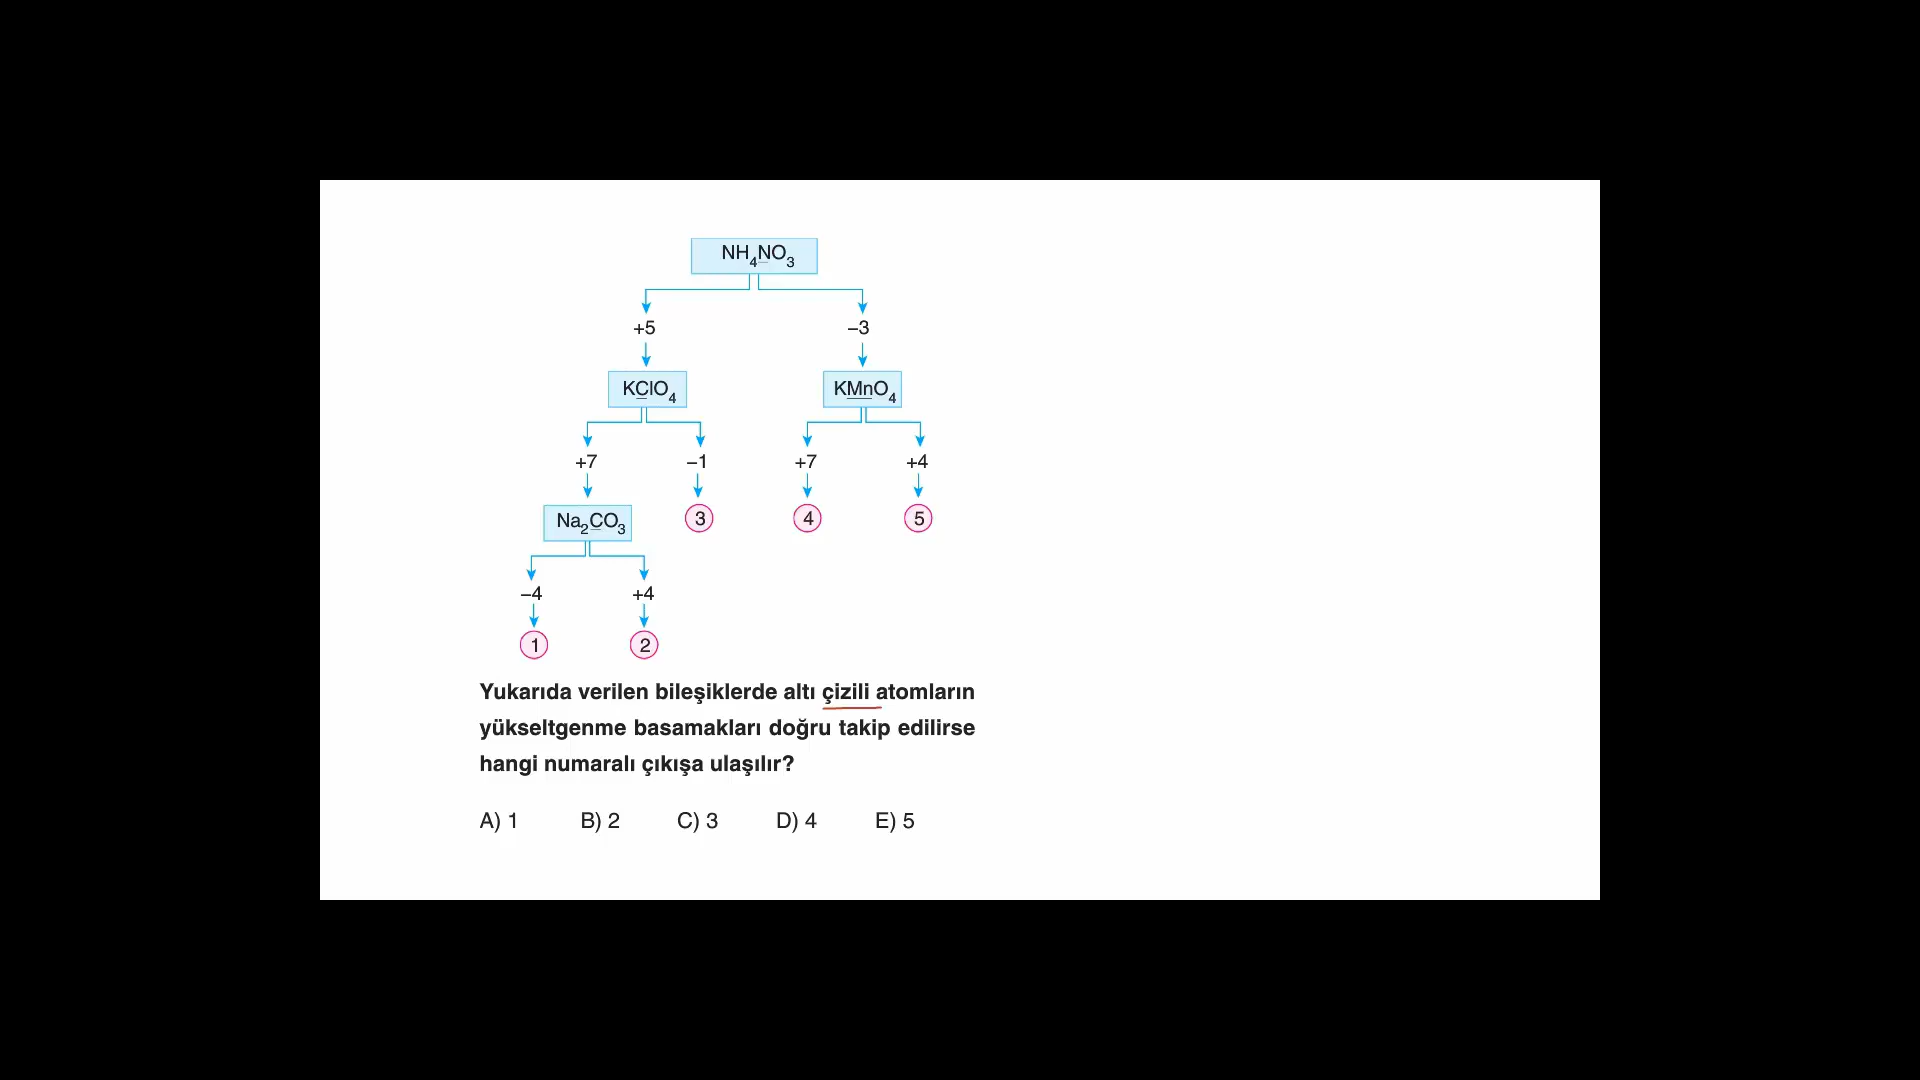 NH₄NO₃
+5 −3
KClO₄ KMnO₄
+7 −1 +7 +4
Na₂CO₃ 3 4 5
−4 +4
1 2
Yukarıda verilen bileşiklerde altı çizili atomların
yükseltgenme basamakları doğru takip edilirse
hangi numaralı çıkışa ulaşılır?
A) 1 B) 2 C) 3 D) 4 E) 5